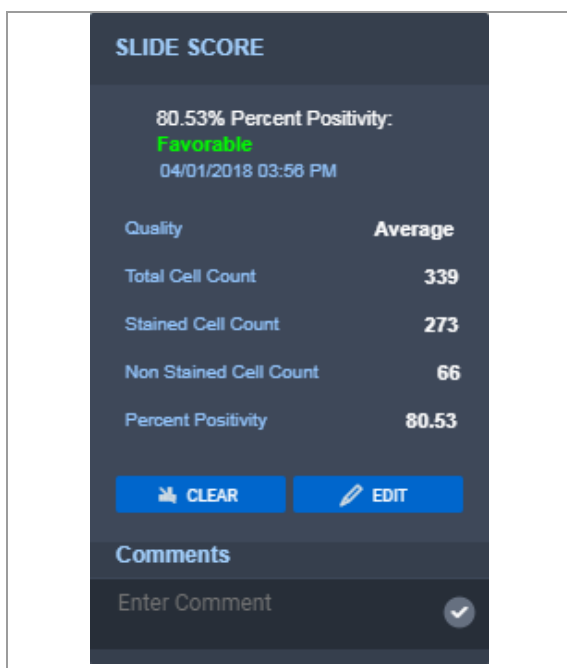 SLIDE SCORE
80.53% Percent Positivity:
Favorable
04/01/2018 03:56 PM
Quality Average
Total Cell Count 339
Stained Cell Count 273
Non Stained Cell Count 66
Percent Positivity 80.53
CLEAR EDIT
Comments
Enter Comment